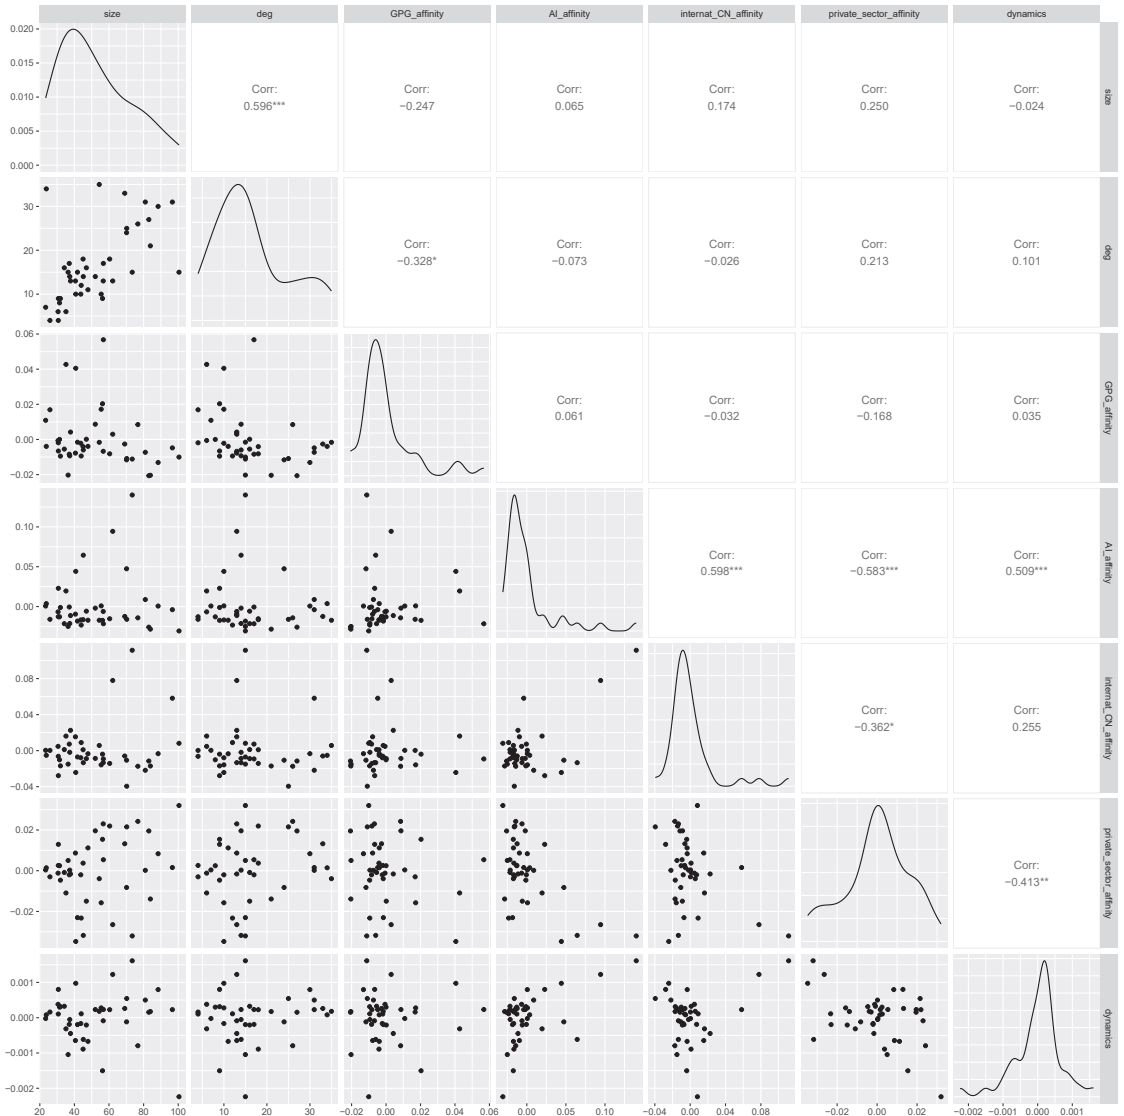 size deg GPG_affinity AI_affinity internat_CN_affinity private_sector_affinity dynamics
0.020
0.015
0.010
0.005
0.000
Corr: Corr: Corr: Corr: Corr: Corr:
0.596*** −0.247 0.065 0.174 0.250 −0.024
size
30
20
10
Corr: Corr: Corr: Corr: Corr:
−0.328* −0.073 −0.026 0.213 0.101
deg
0.06
0.04
0.02
0.00
−0.02
Corr: Corr: Corr: Corr:
0.061 −0.032 −0.168 0.035
GPG_affinity
0.10
0.05
0.00
Corr: Corr: Corr:
0.598*** −0.583*** 0.509***
AI_affinity
0.08
0.04
0.00
−0.04
Corr: Corr:
−0.362* 0.255
internat_CN_affinity
0.02
0.00
−0.02
Corr:
−0.413**
private_sector_affinity
0.001
0.000
−0.001
−0.002
dynamics
20 40 60 80 100 10 20 30 −0.02 0.00 0.02 0.04 0.06 0.00 0.05 0.10 −0.04 0.00 0.04 0.08 −0.02 0.00 0.02 −0.002 −0.001 0.000 0.001